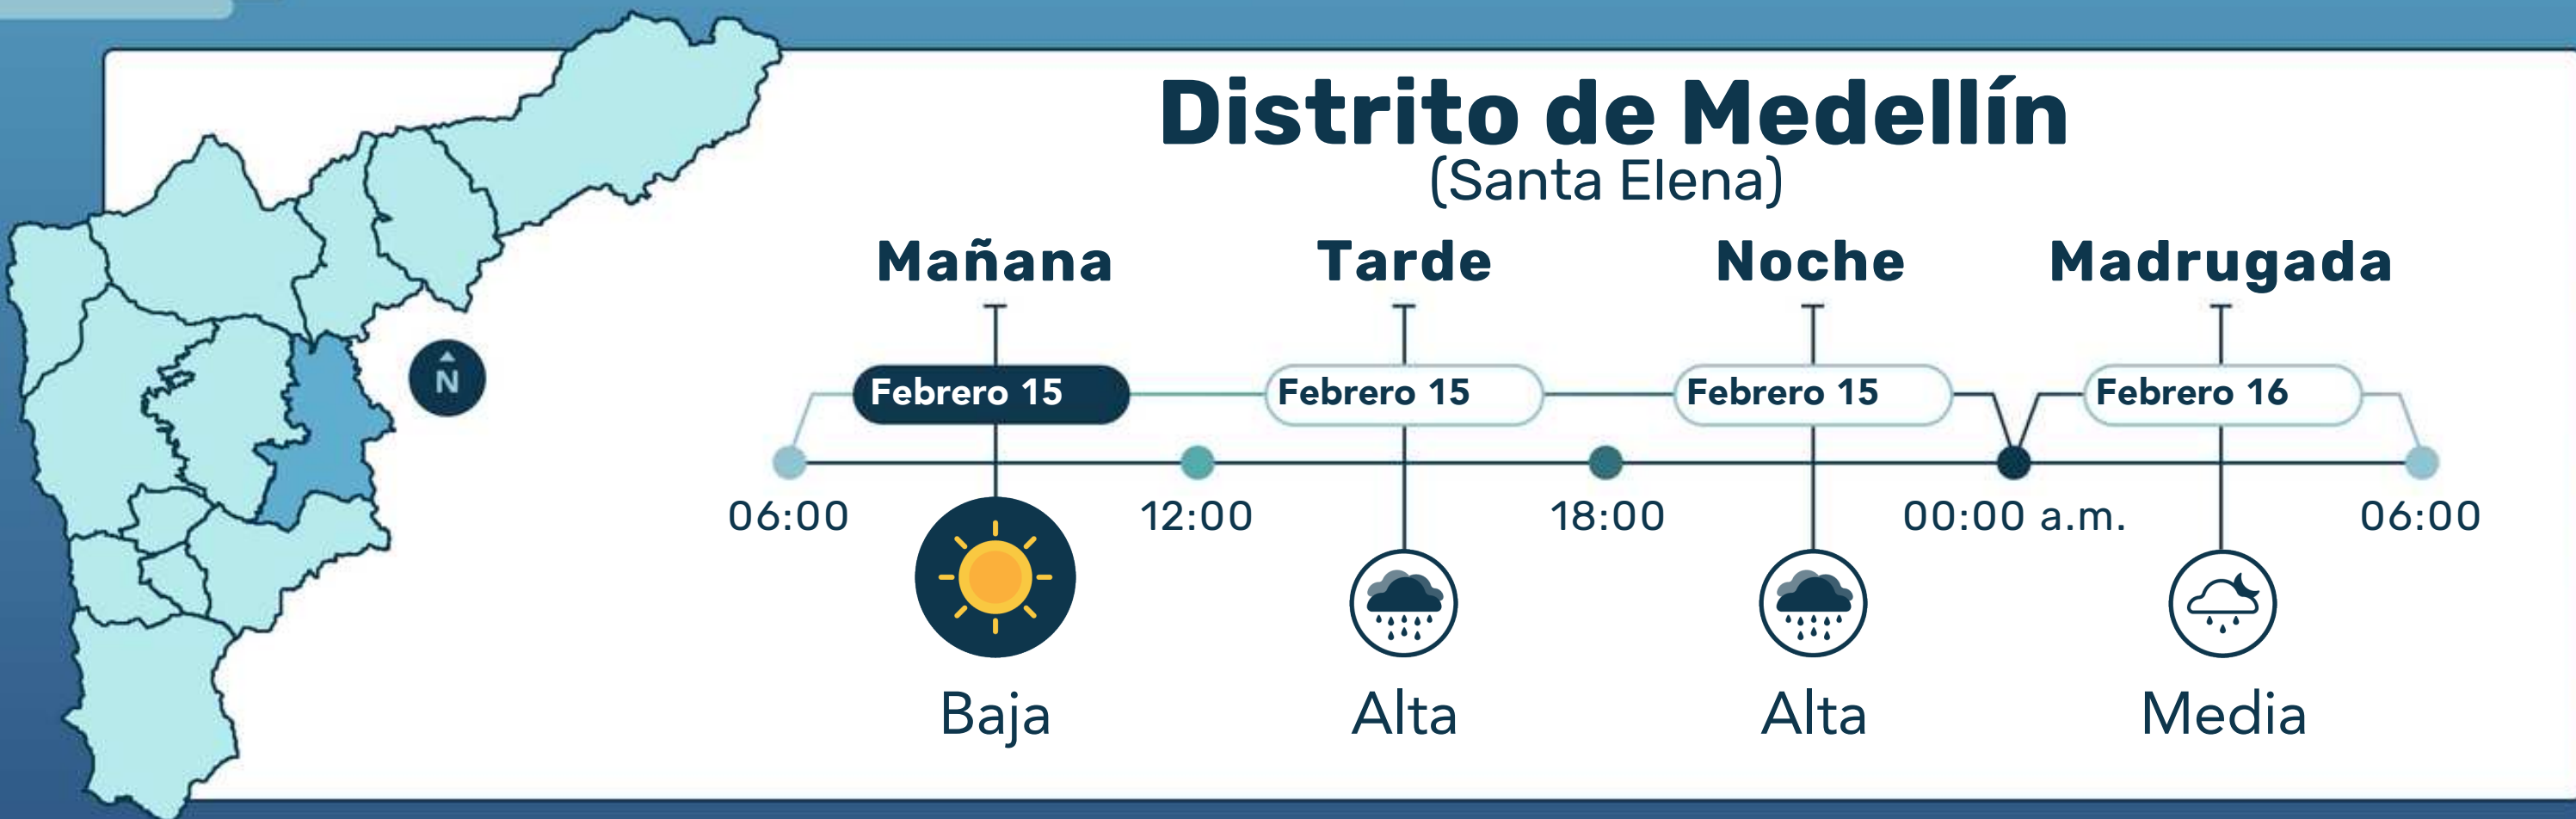 Distrito de Medellín
(Santa Elena)
Mañana Tarde Noche Madrugada
N
Febrero 15 Febrero 15 Febrero 15 Febrero 16
06:00 12:00 18:00 00:00 a.m. 06:00
Baja Alta Alta Media